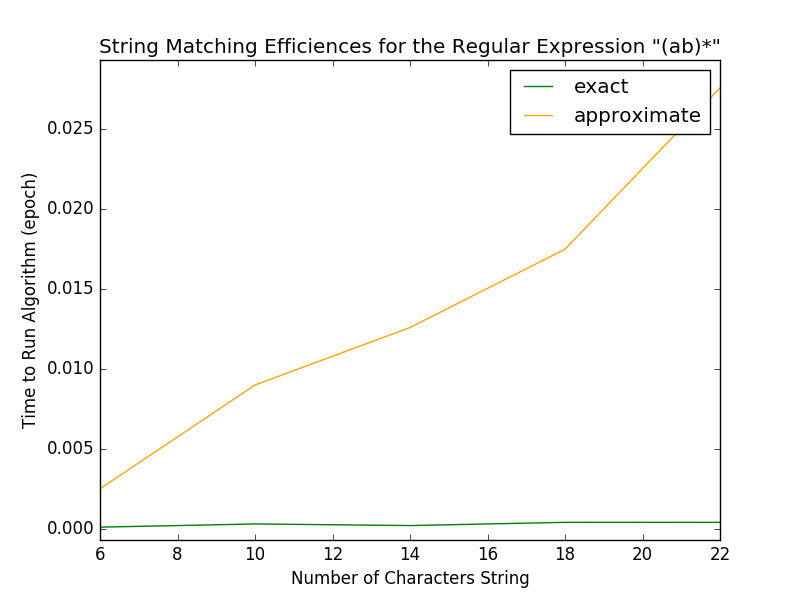 String Matching Efficiences for the Regular Expression "(ab)*"
exact
approximate
Time to Run Algorithm (epoch)
0.025
0.020
0.015
0.010
0.005
0.000
6 8 10 12 14 16 18 20 22
Number of Characters String